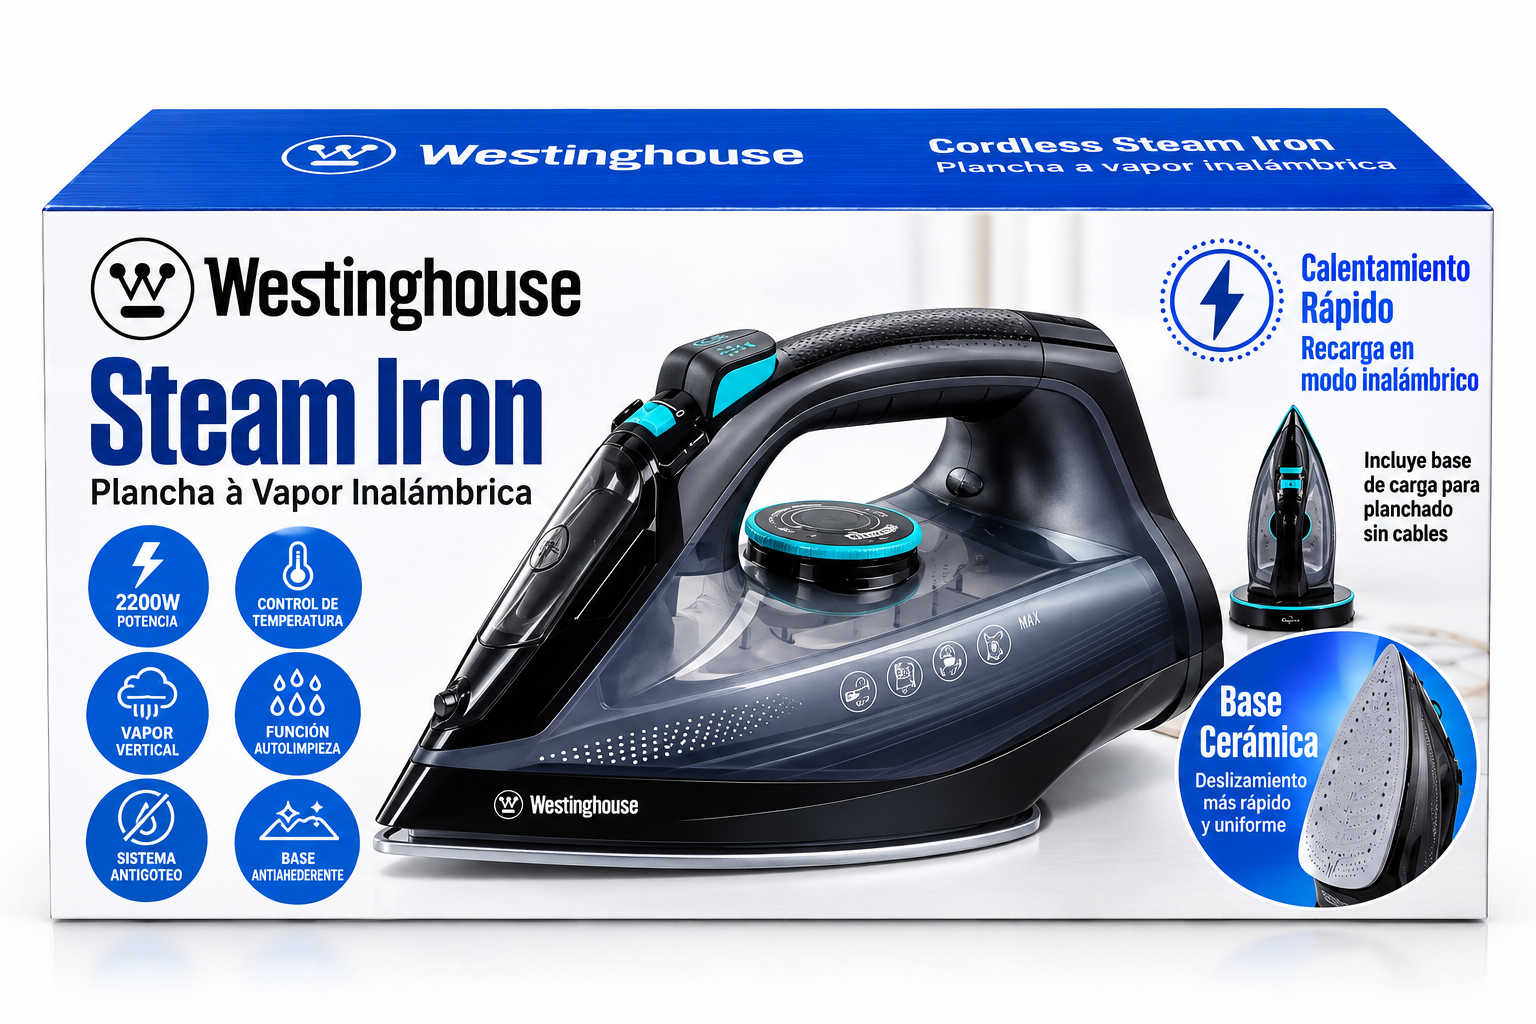 Westinghouse
Cordless Steam Iron
Plancha a vapor inalámbrica
Westinghouse
Steam Iron
Plancha à Vapor Inalámbrica
2200W
POTENCIA
CONTROL DE
TEMPERATURA
VAPOR
VERTICAL
FUNCIÓN
AUTOLIMPIEZA
SISTEMA
ANTIGOTEO
BASE
ANTIAHEDERENTE
MAX
Westinghouse
Calentamiento
Rápido
Recarga en
modo inalámbrico
Incluye base
de carga para
planchado
sin cables
Base
Cerámica
Deslizamiento
más rápido
y uniforme